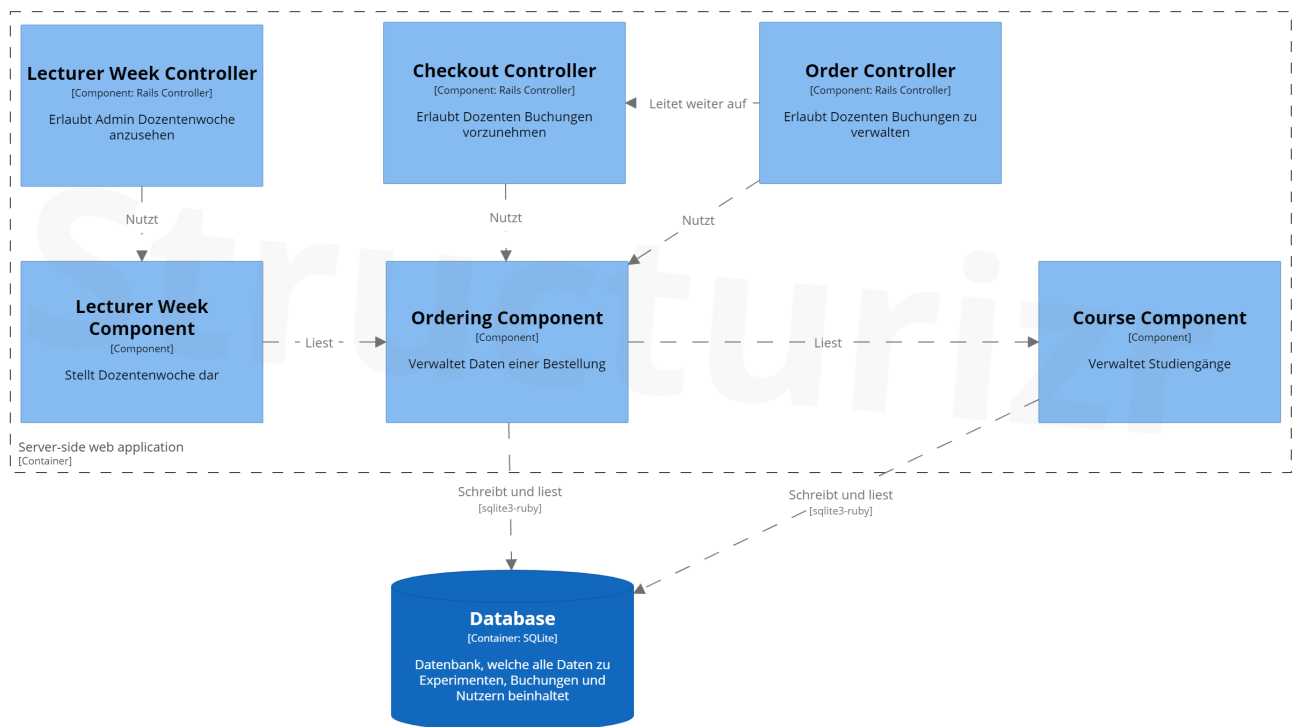 Lecturer Week Controller
[Component: Rails Controller]
Erlaubt Admin Dozentenwoche
anzusehen
Checkout Controller
[Component: Rails Controller]
Erlaubt Dozenten Buchungen
vorzunehmen
Leitet weiter auf
Order Controller
[Component: Rails Controller]
Erlaubt Dozenten Buchungen zu
verwalten
Nutzt
Nutzt
Nutzt
Structurizr
Lecturer Week
Component
[Component]
Stellt Dozentenwoche dar
Liest
Ordering Component
[Component]
Verwaltet Daten einer Bestellung
Liest
Course Component
[Component]
Verwaltet Studiengänge
Server-side web application
[Container]
Schreibt und liest
[sqlite3-ruby]
Schreibt und liest
[sqlite3-ruby]
Database
[Container: SQLite]
Datenbank, welche alle Daten zu
Experimenten, Buchungen und
Nutzern beinhaltet